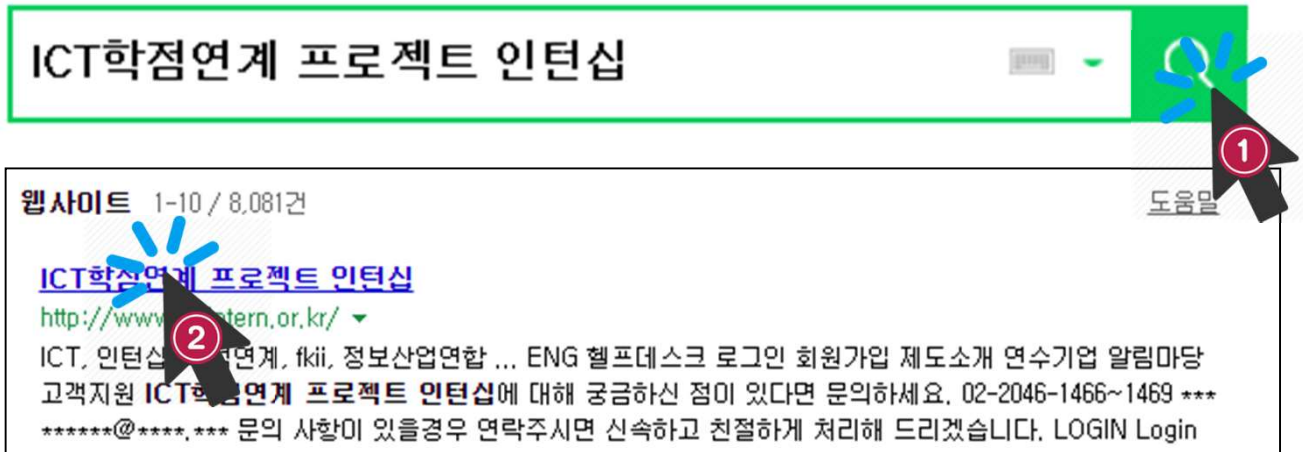 ICT학점연계 프로젝트 인턴십
1
웹사이트 1-10 / 8,081건
도움말
ICT학점연계 프로젝트 인턴십
http://www tern.or.kr/
2
ICT, 인턴십 연계, fkii, 정보산업연합 ... ENG 헬프데스크 로그인 회원가입 제도소개 연수기업 알림마당
고객지원 ICT학점연계 프로젝트 인턴십에 대해 궁금하신 점이 있다면 문의하세요. 02-2046-1466~1469 ***
******@****.*** 문의 사항이 있을경우 연락주시면 신속하고 친절하게 처리해 드리겠습니다. LOGIN Login